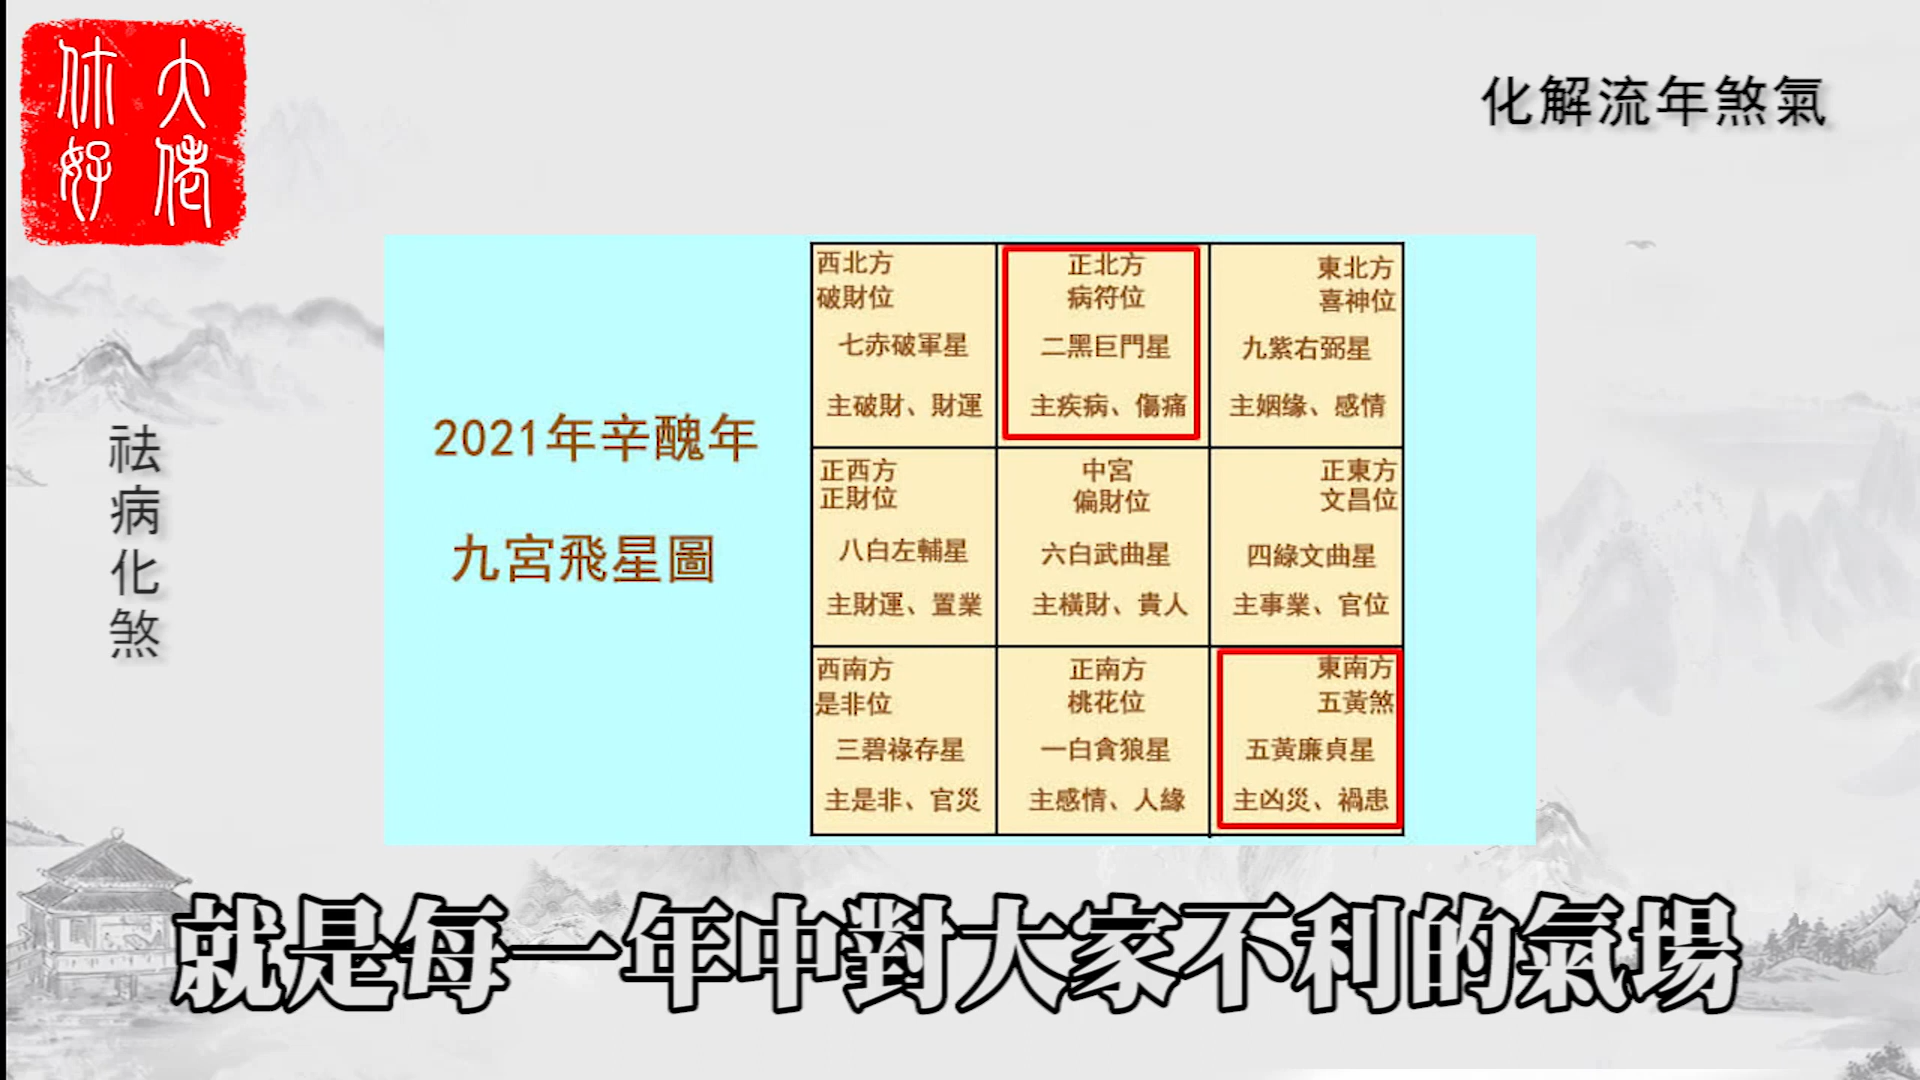 大佬
休好
化解流年煞氣
祛病化煞
2021年辛醜年
九宮飛星圖
西北方
破財位
七赤破軍星
主破財、財運
正北方
病符位
二黑巨門星
主疾病、傷痛
東北方
喜神位
九紫右弼星
主姻缘、感情
正西方
正財位
八白左輔星
主財運、置業
中宮
偏財位
六白武曲星
主橫財、貴人
正東方
文昌位
四綠文曲星
主事業、官位
西南方
是非位
三碧祿存星
主是非、官災
正南方
桃花位
一白貪狼星
主感情、人緣
東南方
五黃煞
五黃廉貞星
主凶災、禍患
就是每一年中對大家不利的氣場